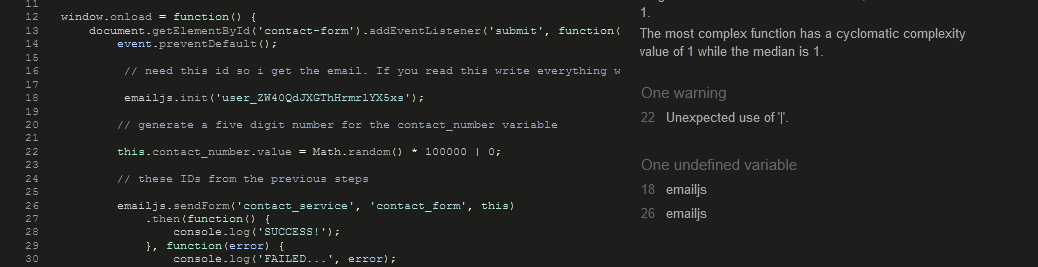 11
12 window.onload = function() {
13 document.getElementById('contact-form').addEventListener('submit', function(
14 event.preventDefault();
15
16 // need this id so i get the email. If you read this write everything w
17
18 emailjs.init('user_ZW40QdJXGThHrmrlYX5xs');
19
20 // generate a five digit number for the contact_number variable
21
22 this.contact_number.value = Math.random() * 100000 | 0;
23
24 // these IDs from the previous steps
25
26 emailjs.sendForm('contact_service', 'contact_form', this)
27 .then(function() {
28 console.log('SUCCESS!');
29 }, function(error) {
30 console.log('FAILED...', error);
1.
The most complex function has a cyclomatic complexity
value of 1 while the median is 1.
One warning
22 Unexpected use of '|'.
One undefined variable
18 emailjs
26 emailjs